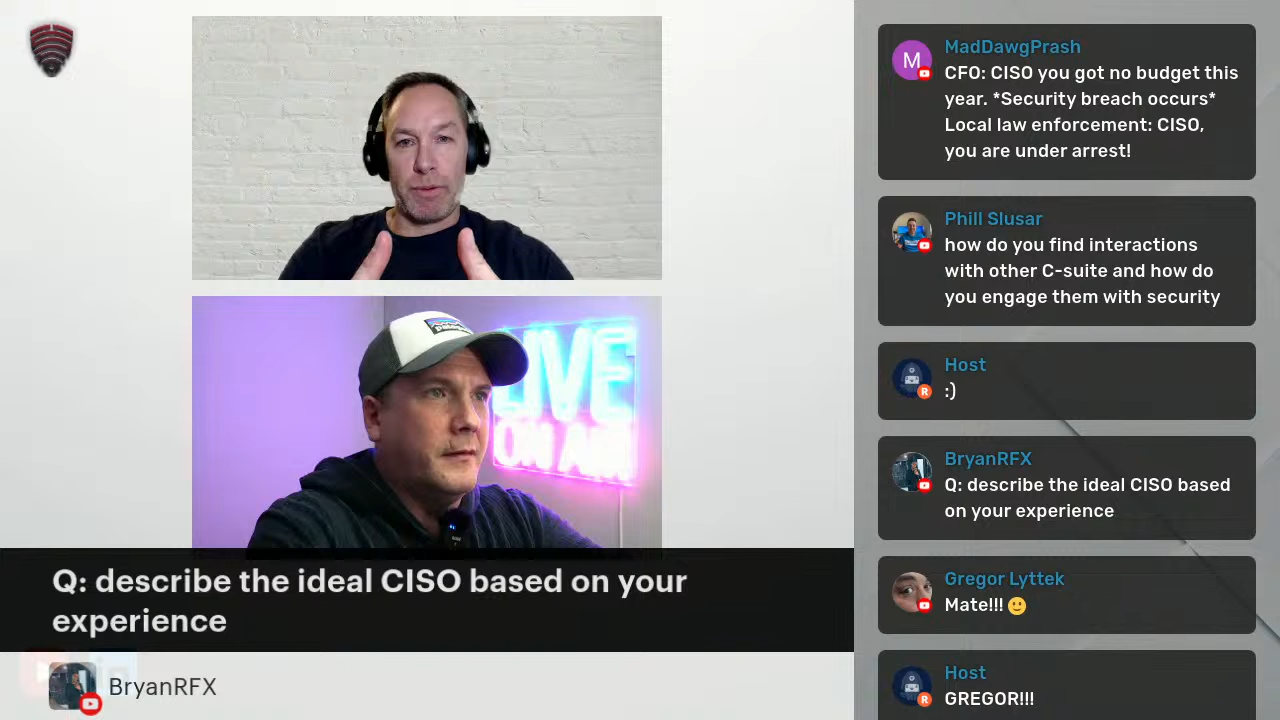 LIVE
ON AIR
Q: describe the ideal CISO based on your
experience
BryanRFX
M
MadDawgPrash
CFO: CISO you got no budget this
year. *Security breach occurs*
Local law enforcement: CISO,
you are under arrest!
Phill Slusar
how do you find interactions
with other C-suite and how do
you engage them with security
Host
:)
R
BryanRFX
Q: describe the ideal CISO based
on your experience
Gregor Lyttek
Mate!!! 🙂
Host
GREGOR!!!
R